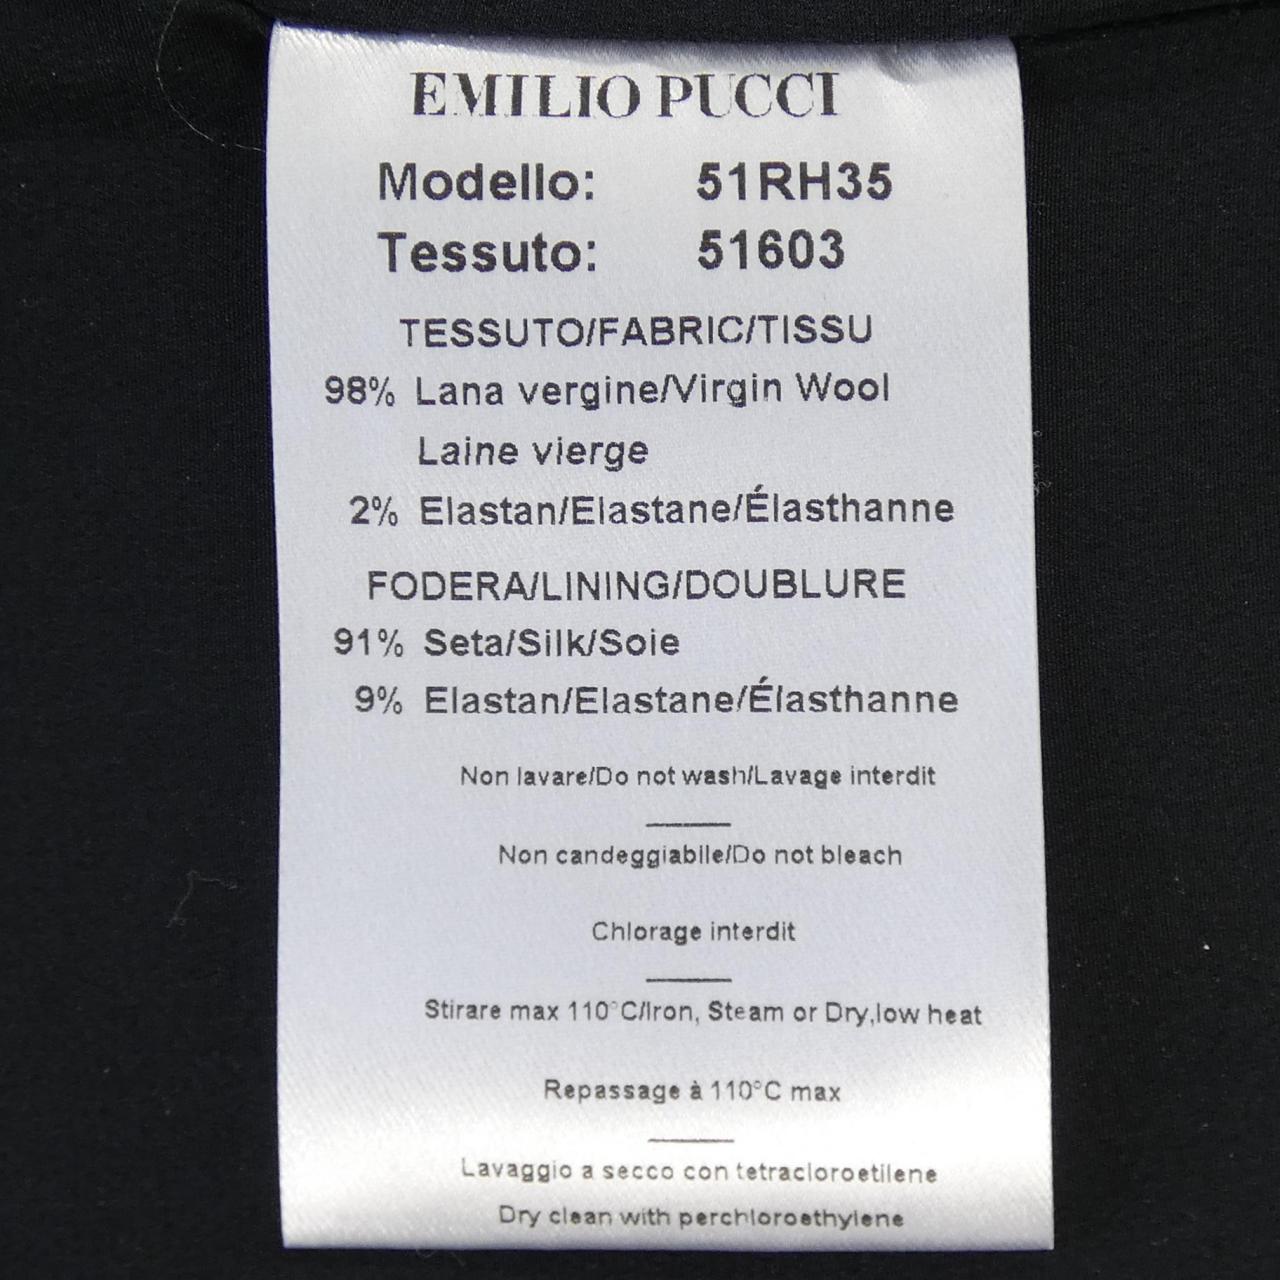 EMILIO PUCCI
Modello: 51RH35
Tessuto: 51603
TESSUTO/FABRIC/TISSU
98% Lana vergine/Virgin Wool
Laine vierge
2% Elastan/Elastane/Élasthanne
FODERA/LINING/DOUBLURE
91% Seta/Silk/Soie
9% Elastan/Elastane/Élasthanne
Non lavare/Do not wash/Lavage interdit
Non candeggiabile/Do not bleach
Chlorage interdit
Stirare max 110°C/Iron, Steam or Dry,low heat
Repassage à 110°C max
Lavaggio a secco con tetracloroetilene
Dry clean with perchloroethylene